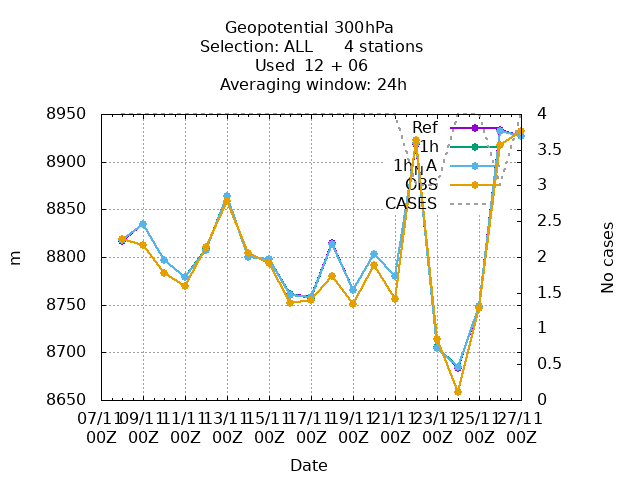 Geopotential 300hPa
Selection: ALL      4 stations
Used  12 + 06
Averaging window: 24h
8950
8900
8850
8800
8750
8700
8650
m
4
3.5
3
2.5
2
1.5
1
0.5
0
No cases
Ref
1h
1h_A
OBS
CASES
07/11 09/11 11/11 13/11 15/11 17/11 19/11 21/11 23/11 25/11 27/11
00Z 00Z 00Z 00Z 00Z 00Z 00Z 00Z 00Z 00Z 00Z
Date